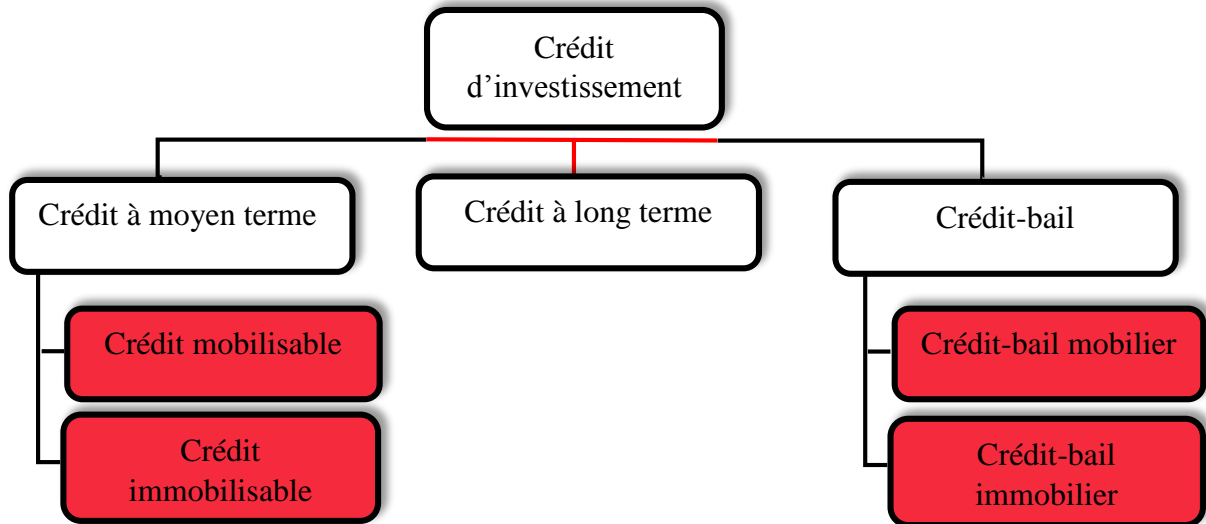 Crédit
d’investissement
Crédit à moyen terme
Crédit à long terme
Crédit-bail
Crédit mobilisable
Crédit-bail mobilier
Crédit
immobilisable
Crédit-bail
immobilier